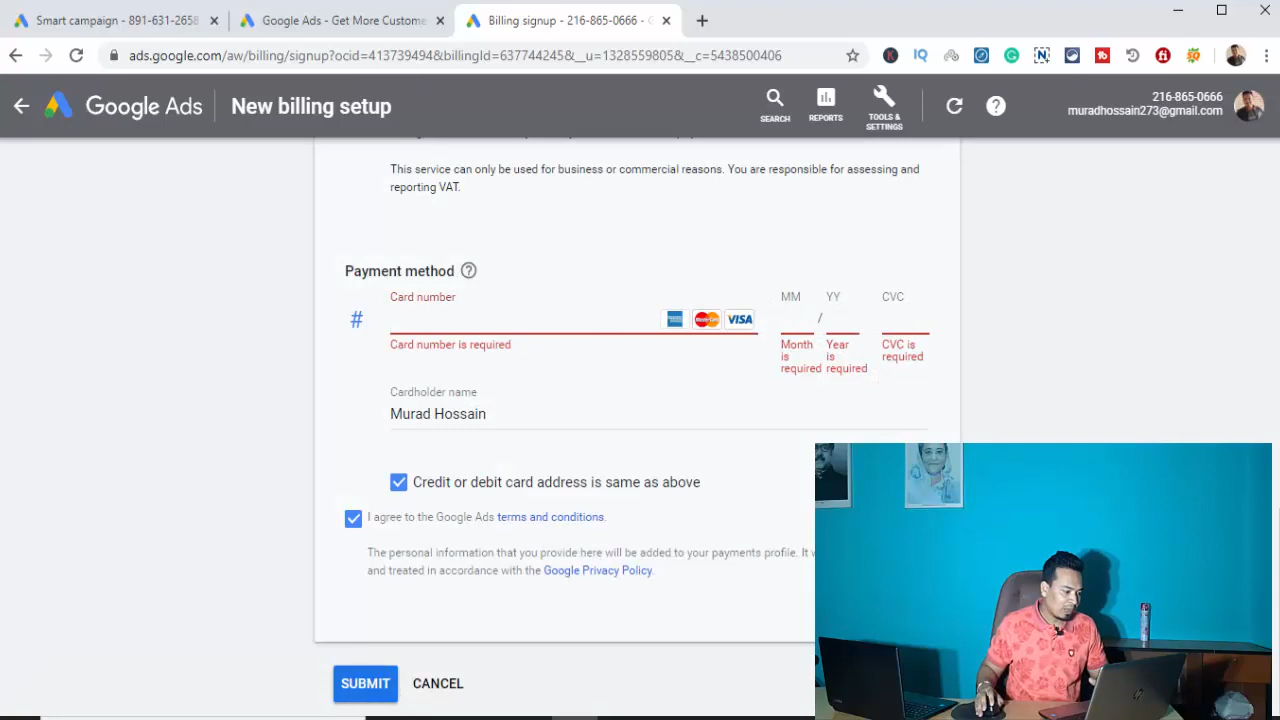 Smart campaign - 891-631-2658
Google Ads - Get More Custome
Billing signup - 216-865-0666 - G
ads.google.com/aw/billing/signup?ocid=413739494&billingId=637744245&__u=1328559805&__c=5438500406
Google Ads
New billing setup
SEARCH
REPORTS
TOOLS &
SETTINGS
216-865-0666
muradhossain273@gmail.com
This service can only be used for business or commercial reasons. You are responsible for assessing and
reporting VAT.
Payment method
Card number
MM
YY
CVC
#
VISA
/
Card number is required
Month
is
required
Year
is
required
CVC is
required
Cardholder name
Murad Hossain
Credit or debit card address is same as above
I agree to the Google Ads terms and conditions.
The personal information that you provide here will be added to your payments profile. It w
and treated in accordance with the Google Privacy Policy.
SUBMIT
CANCEL